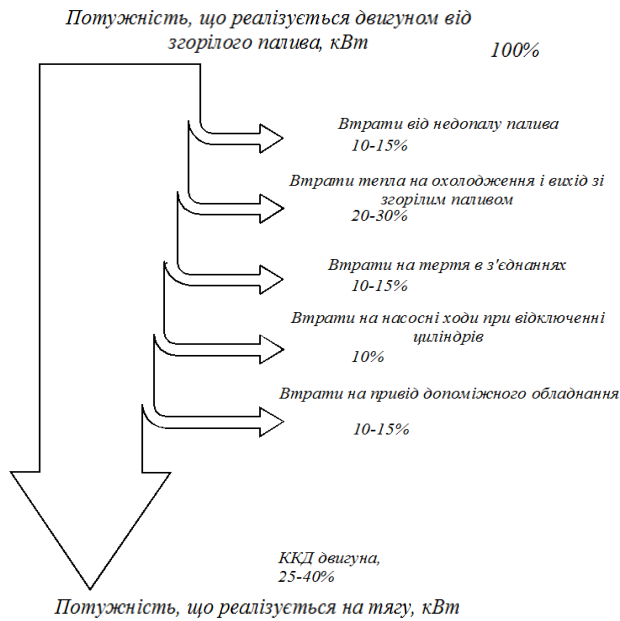 Потужність, що реалізується двигуном від
згорілого палива, кВт
100%
Втрати від недопалу палива
10-15%
Втрати тепла на охолодження і вихід зі
згорілим паливом
20-30%
Втрати на тертя в з'єднаннях
10-15%
Втрати на насосні ходи при відключенні
циліндрів
10%
Втрати на привід допоміжного обладнання
10-15%
ККД двигуна,
25-40%
Потужність, що реалізується на тягу, кВт